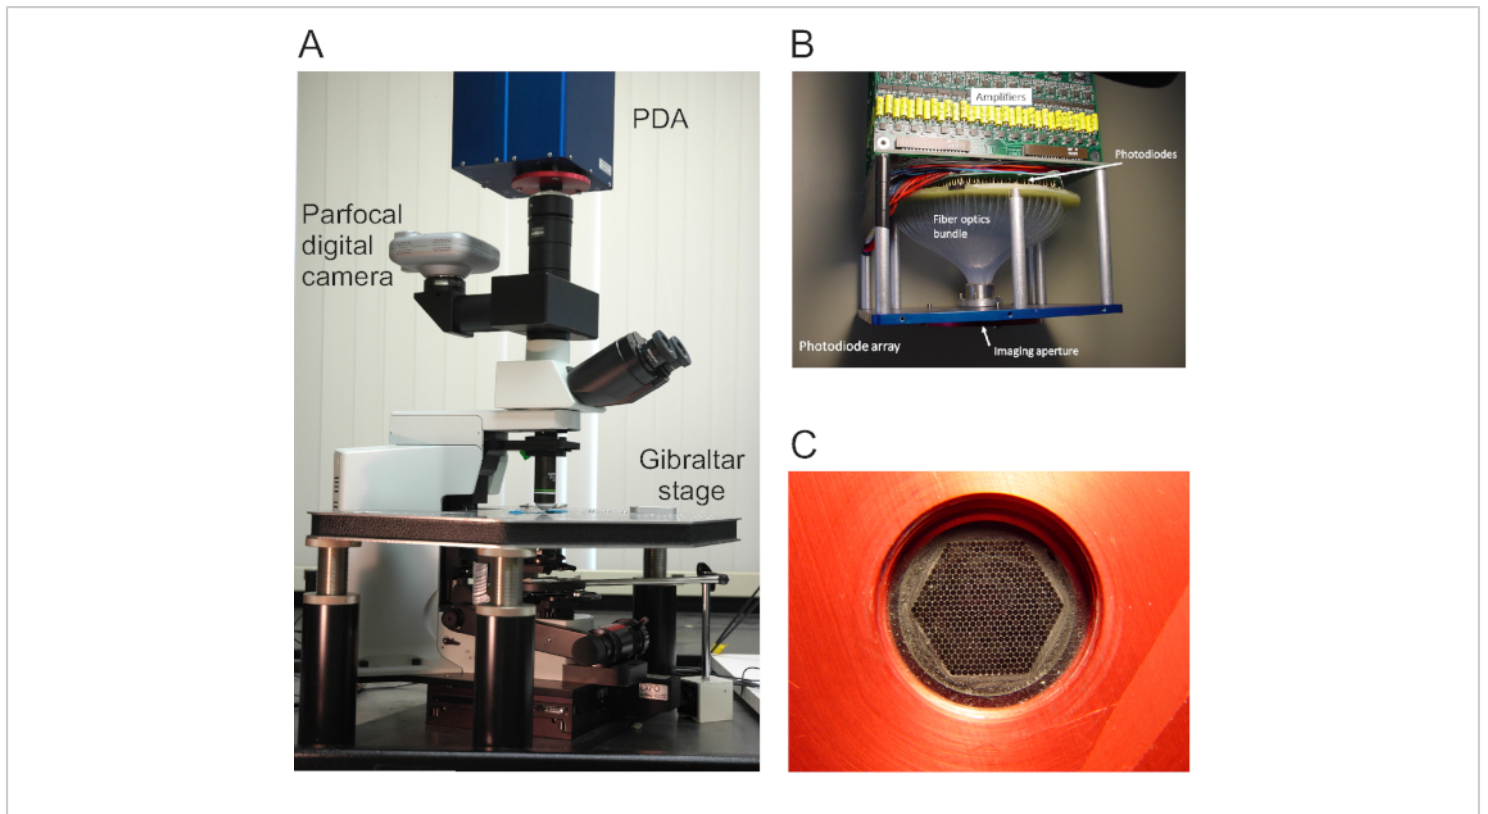 A
PDA
Parfocal
digital
camera
Gibraltar
stage
B
Amplifiers
Photodiodes
Fiber optics
bundle
Photodiode array
Imaging aperture
C